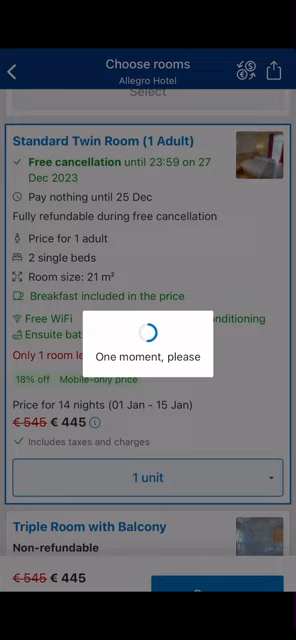 Choose rooms
Allegro Hotel
Select
Standard Twin Room (1 Adult)
Free cancellation until 23:59 on 27
Dec 2023
Pay nothing until 25 Dec
Fully refundable during free cancellation
Price for 1 adult
2 single beds
Room size: 21 m²
Breakfast included in the price
Free WiFi
onditioning
Ensuite bat
Only 1 room le
One moment, please
18% off Mobile-only price
Price for 14 nights (01 Jan - 15 Jan)
€ 545 € 445
Includes taxes and charges
1 unit
Triple Room with Balcony
Non-refundable
€ 545 € 445